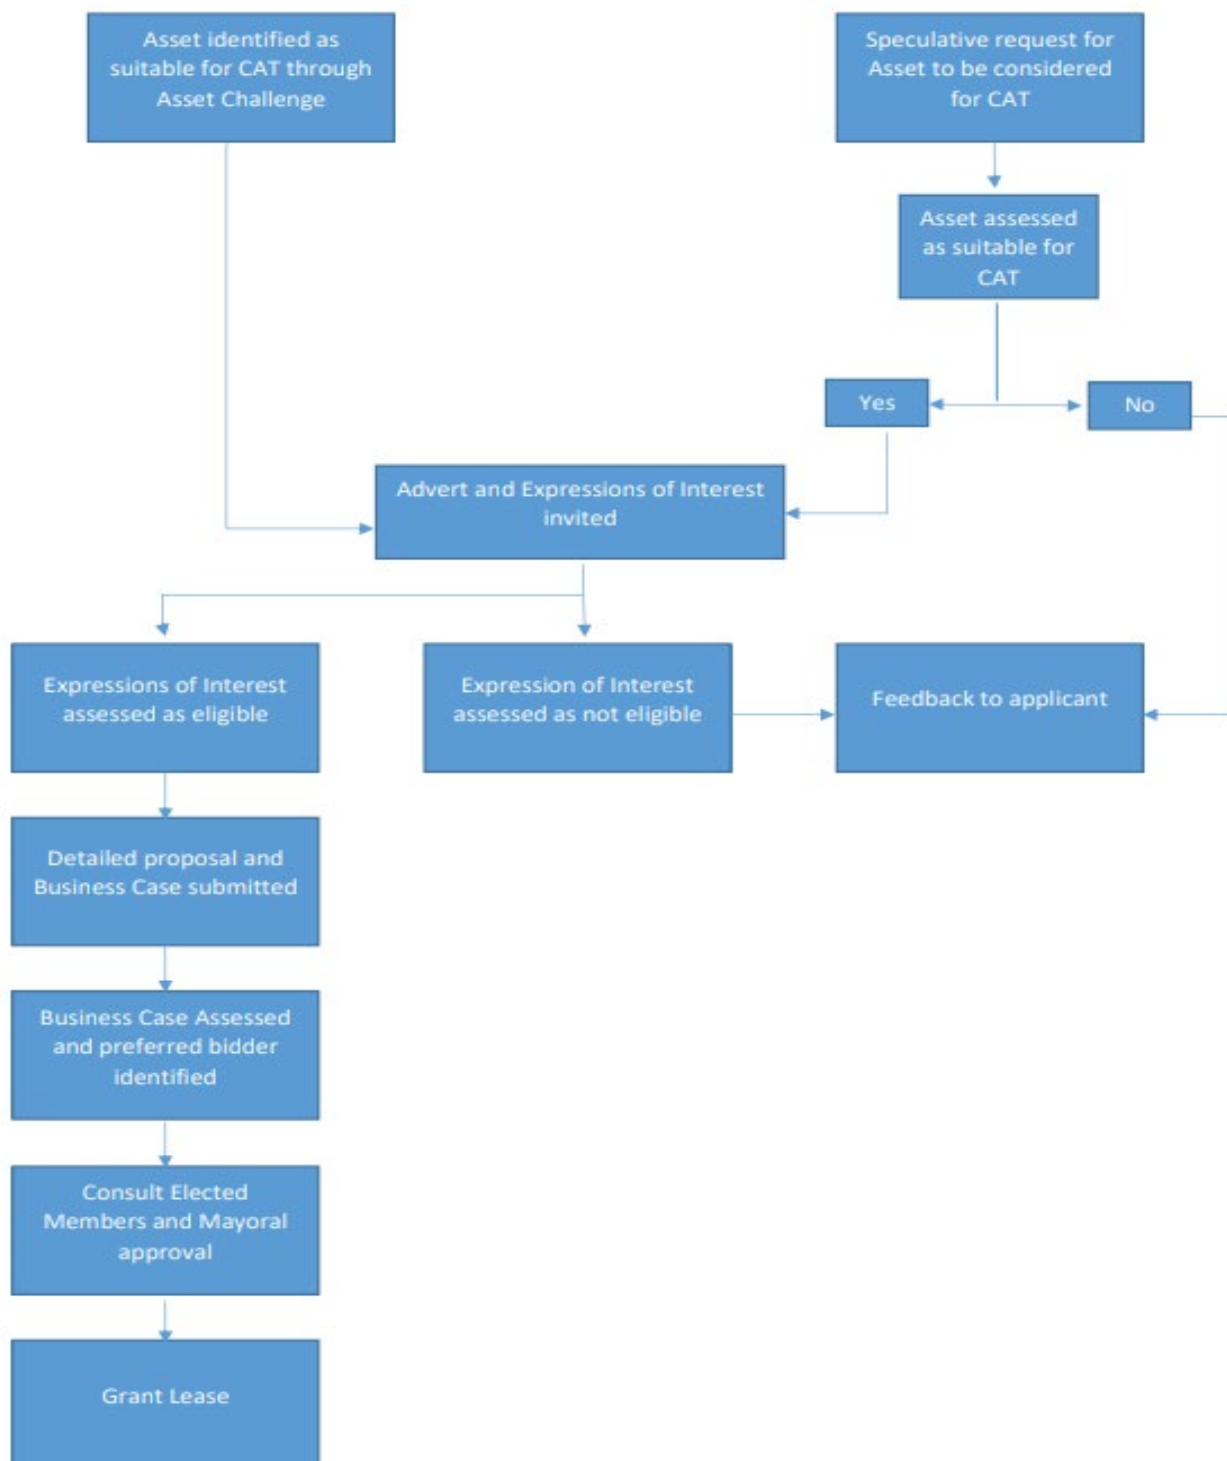 Asset identified as
suitable for CAT through
Asset Challenge
Speculative request for
Asset to be considered
for CAT
Asset assessed
as suitable for
CAT
Yes
No
Advert and Expressions of Interest
invited
Expressions of Interest
assessed as eligible
Expression of Interest
assessed as not eligible
Feedback to applicant
Detailed proposal and
Business Case submitted
Business Case Assessed
and preferred bidder
identified
Consult Elected
Members and Mayoral
approval
Grant Lease